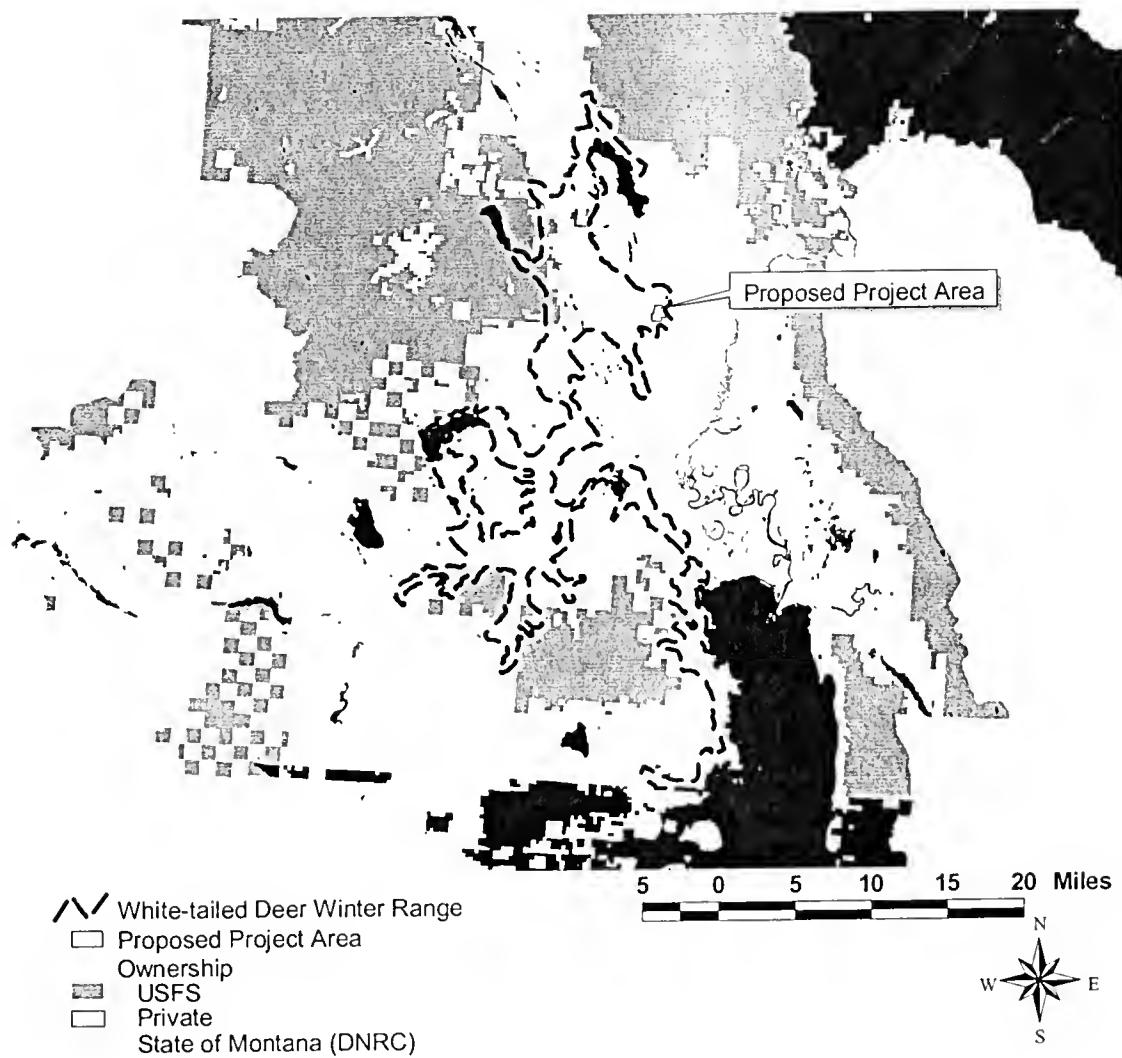 Proposed Project Area
5 0 5 10 15 20 Miles
White-tailed Deer Winter Range
Proposed Project Area
Ownership
USFS
Private
State of Montana (DNRC)
N
W E
S